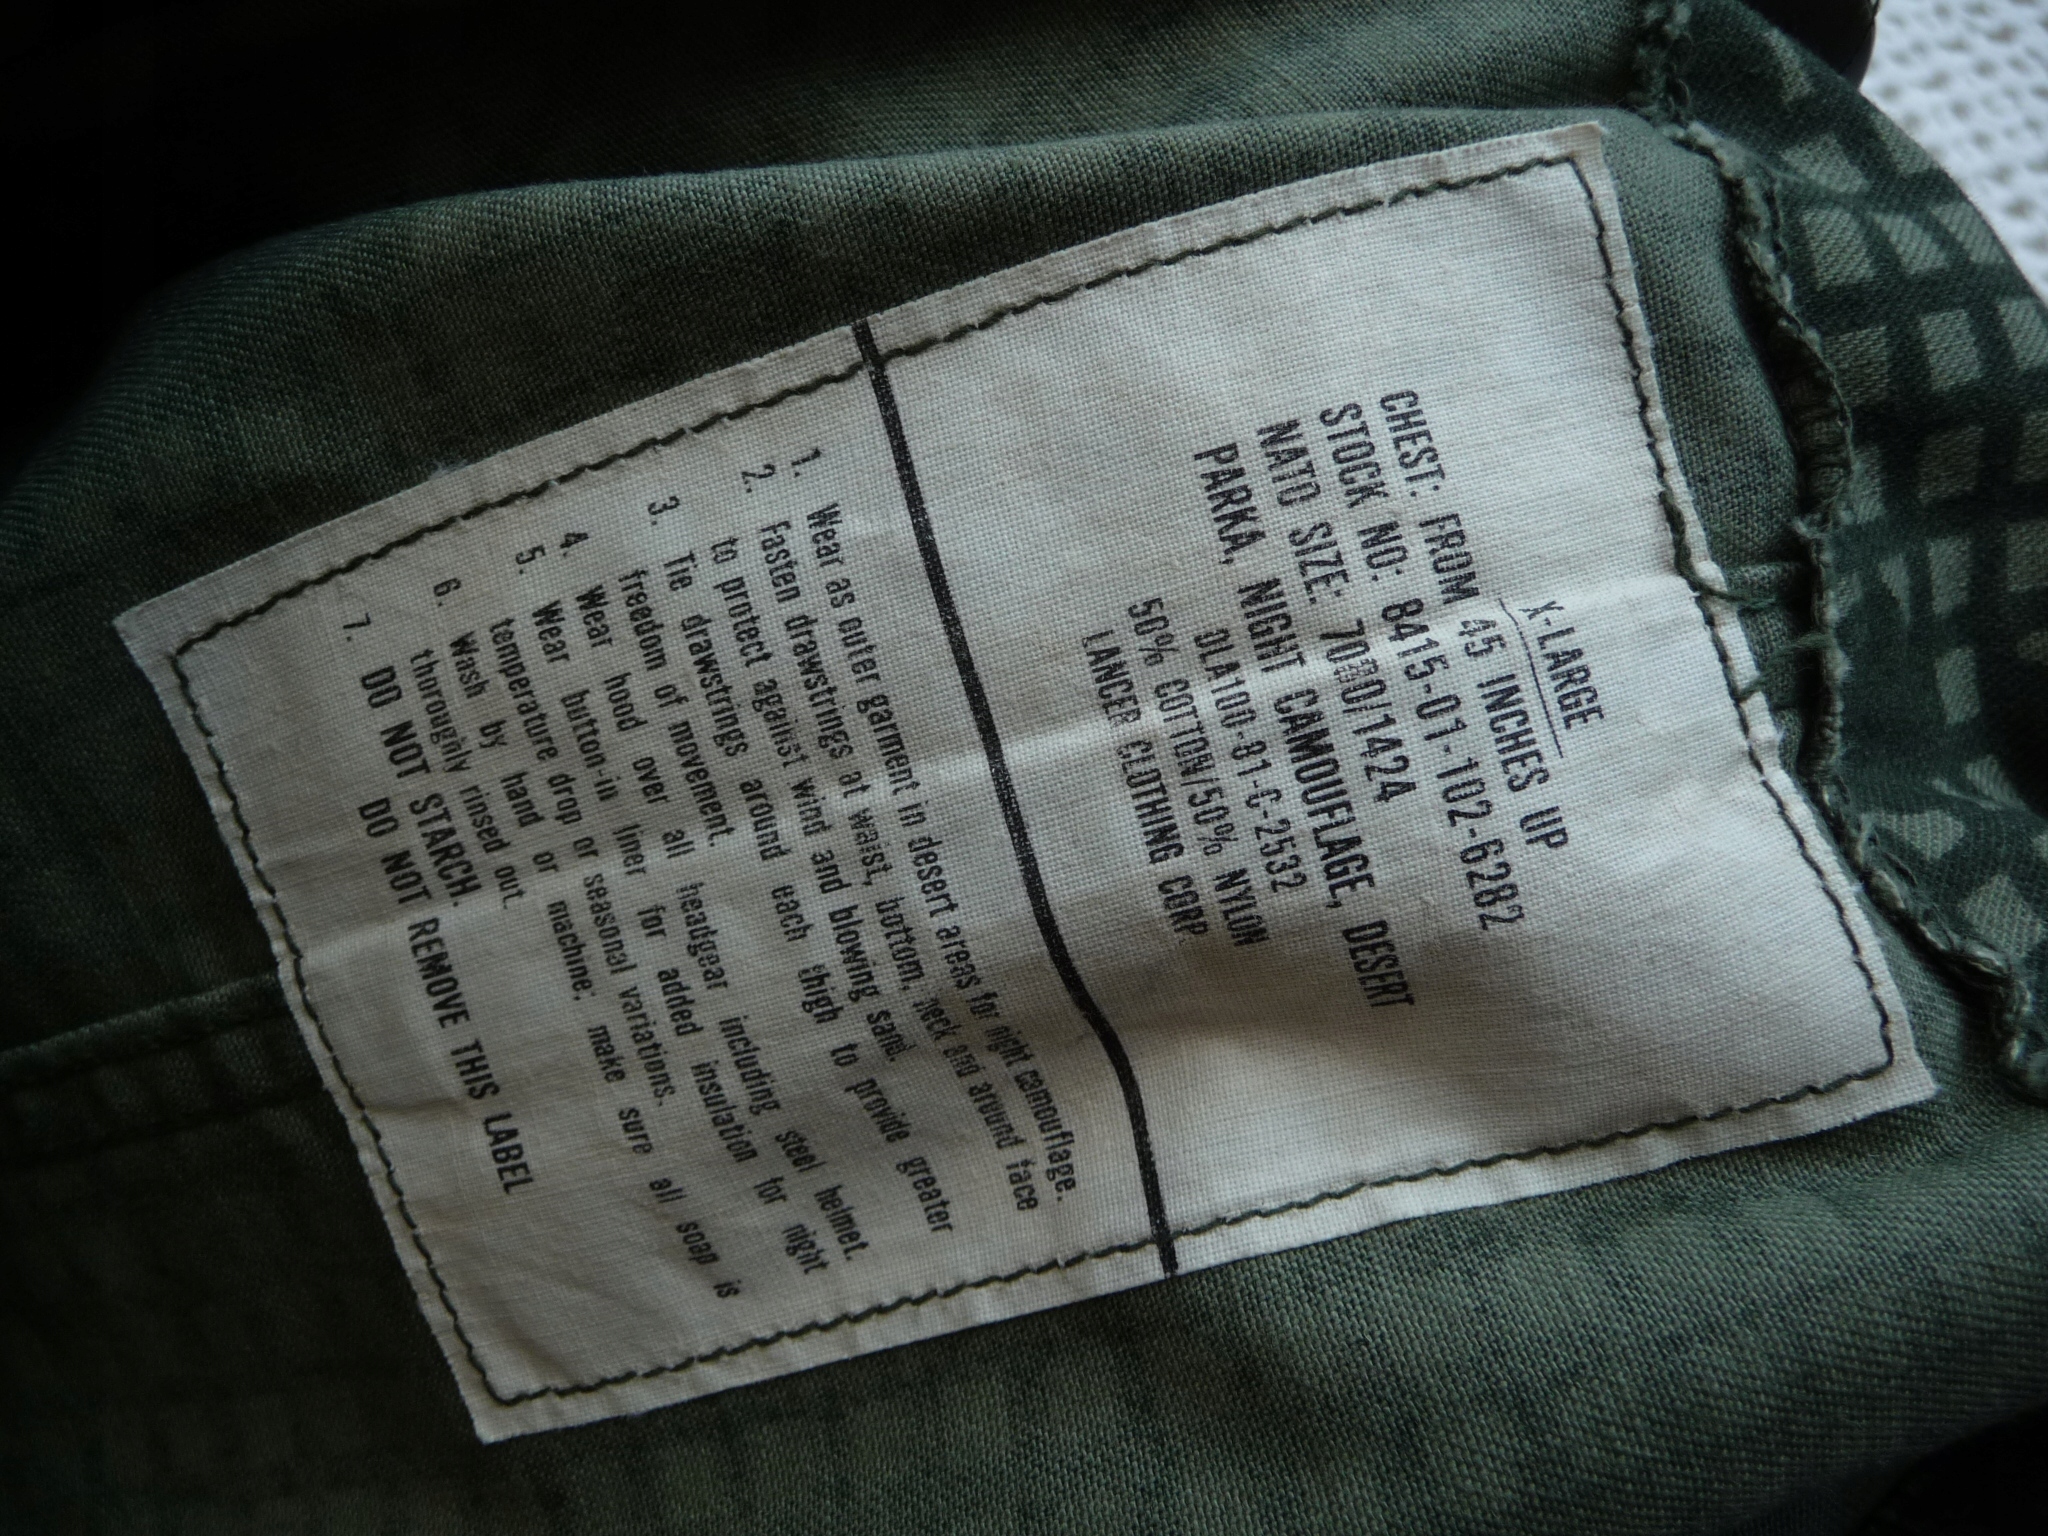 X-LARGE
CHEST: FROM 45 INCHES UP
STOCK NO: 8415-01-102-6282
NATO SIZE: 7080/1424
PARKA, NIGHT CAMOUFLAGE, DESERT
DLA100-81-C-2532
50% COTTON/50% NYLON
LANCER CLOTHING CORP
1. Wear as outer garment in desert areas for night camouflage.
2. Fasten drawstrings at waist, bottom, neck and around face
to protect against wind and blowing sand.
3. Tie drawstrings around each thigh to provide greater
freedom of movement.
4. Wear hood over all headgear including steel helmet.
5. Wear button-in liner for added insulation for night
temperature drop or seasonal variations.
6. Wash by hand or machine; make sure all soap is
thoroughly rinsed out.
7. DO NOT STARCH.
DO NOT REMOVE THIS LABEL